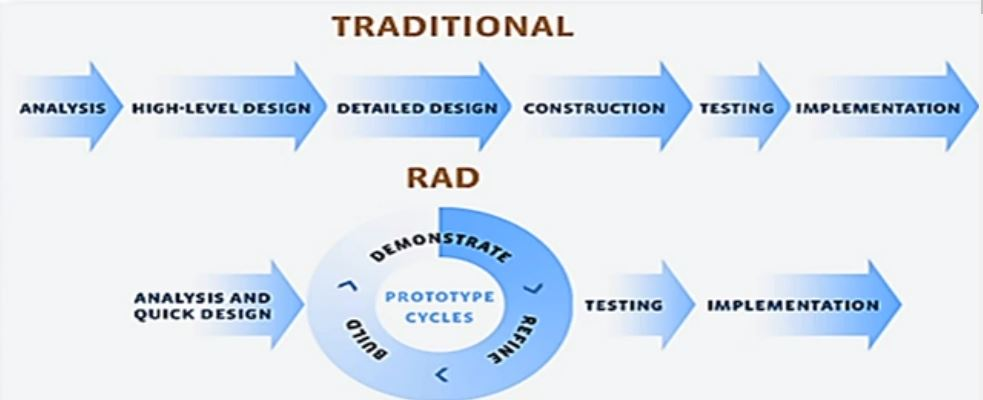 TRADITIONAL
ANALYSIS
HIGH-LEVEL DESIGN
DETAILED DESIGN
CONSTRUCTION
TESTING
IMPLEMENTATION
RAD
ANALYSIS AND
QUICK DESIGN
DEMONSTRATE
REFINE
BUILD
PROTOTYPE
CYCLES
TESTING
IMPLEMENTATION